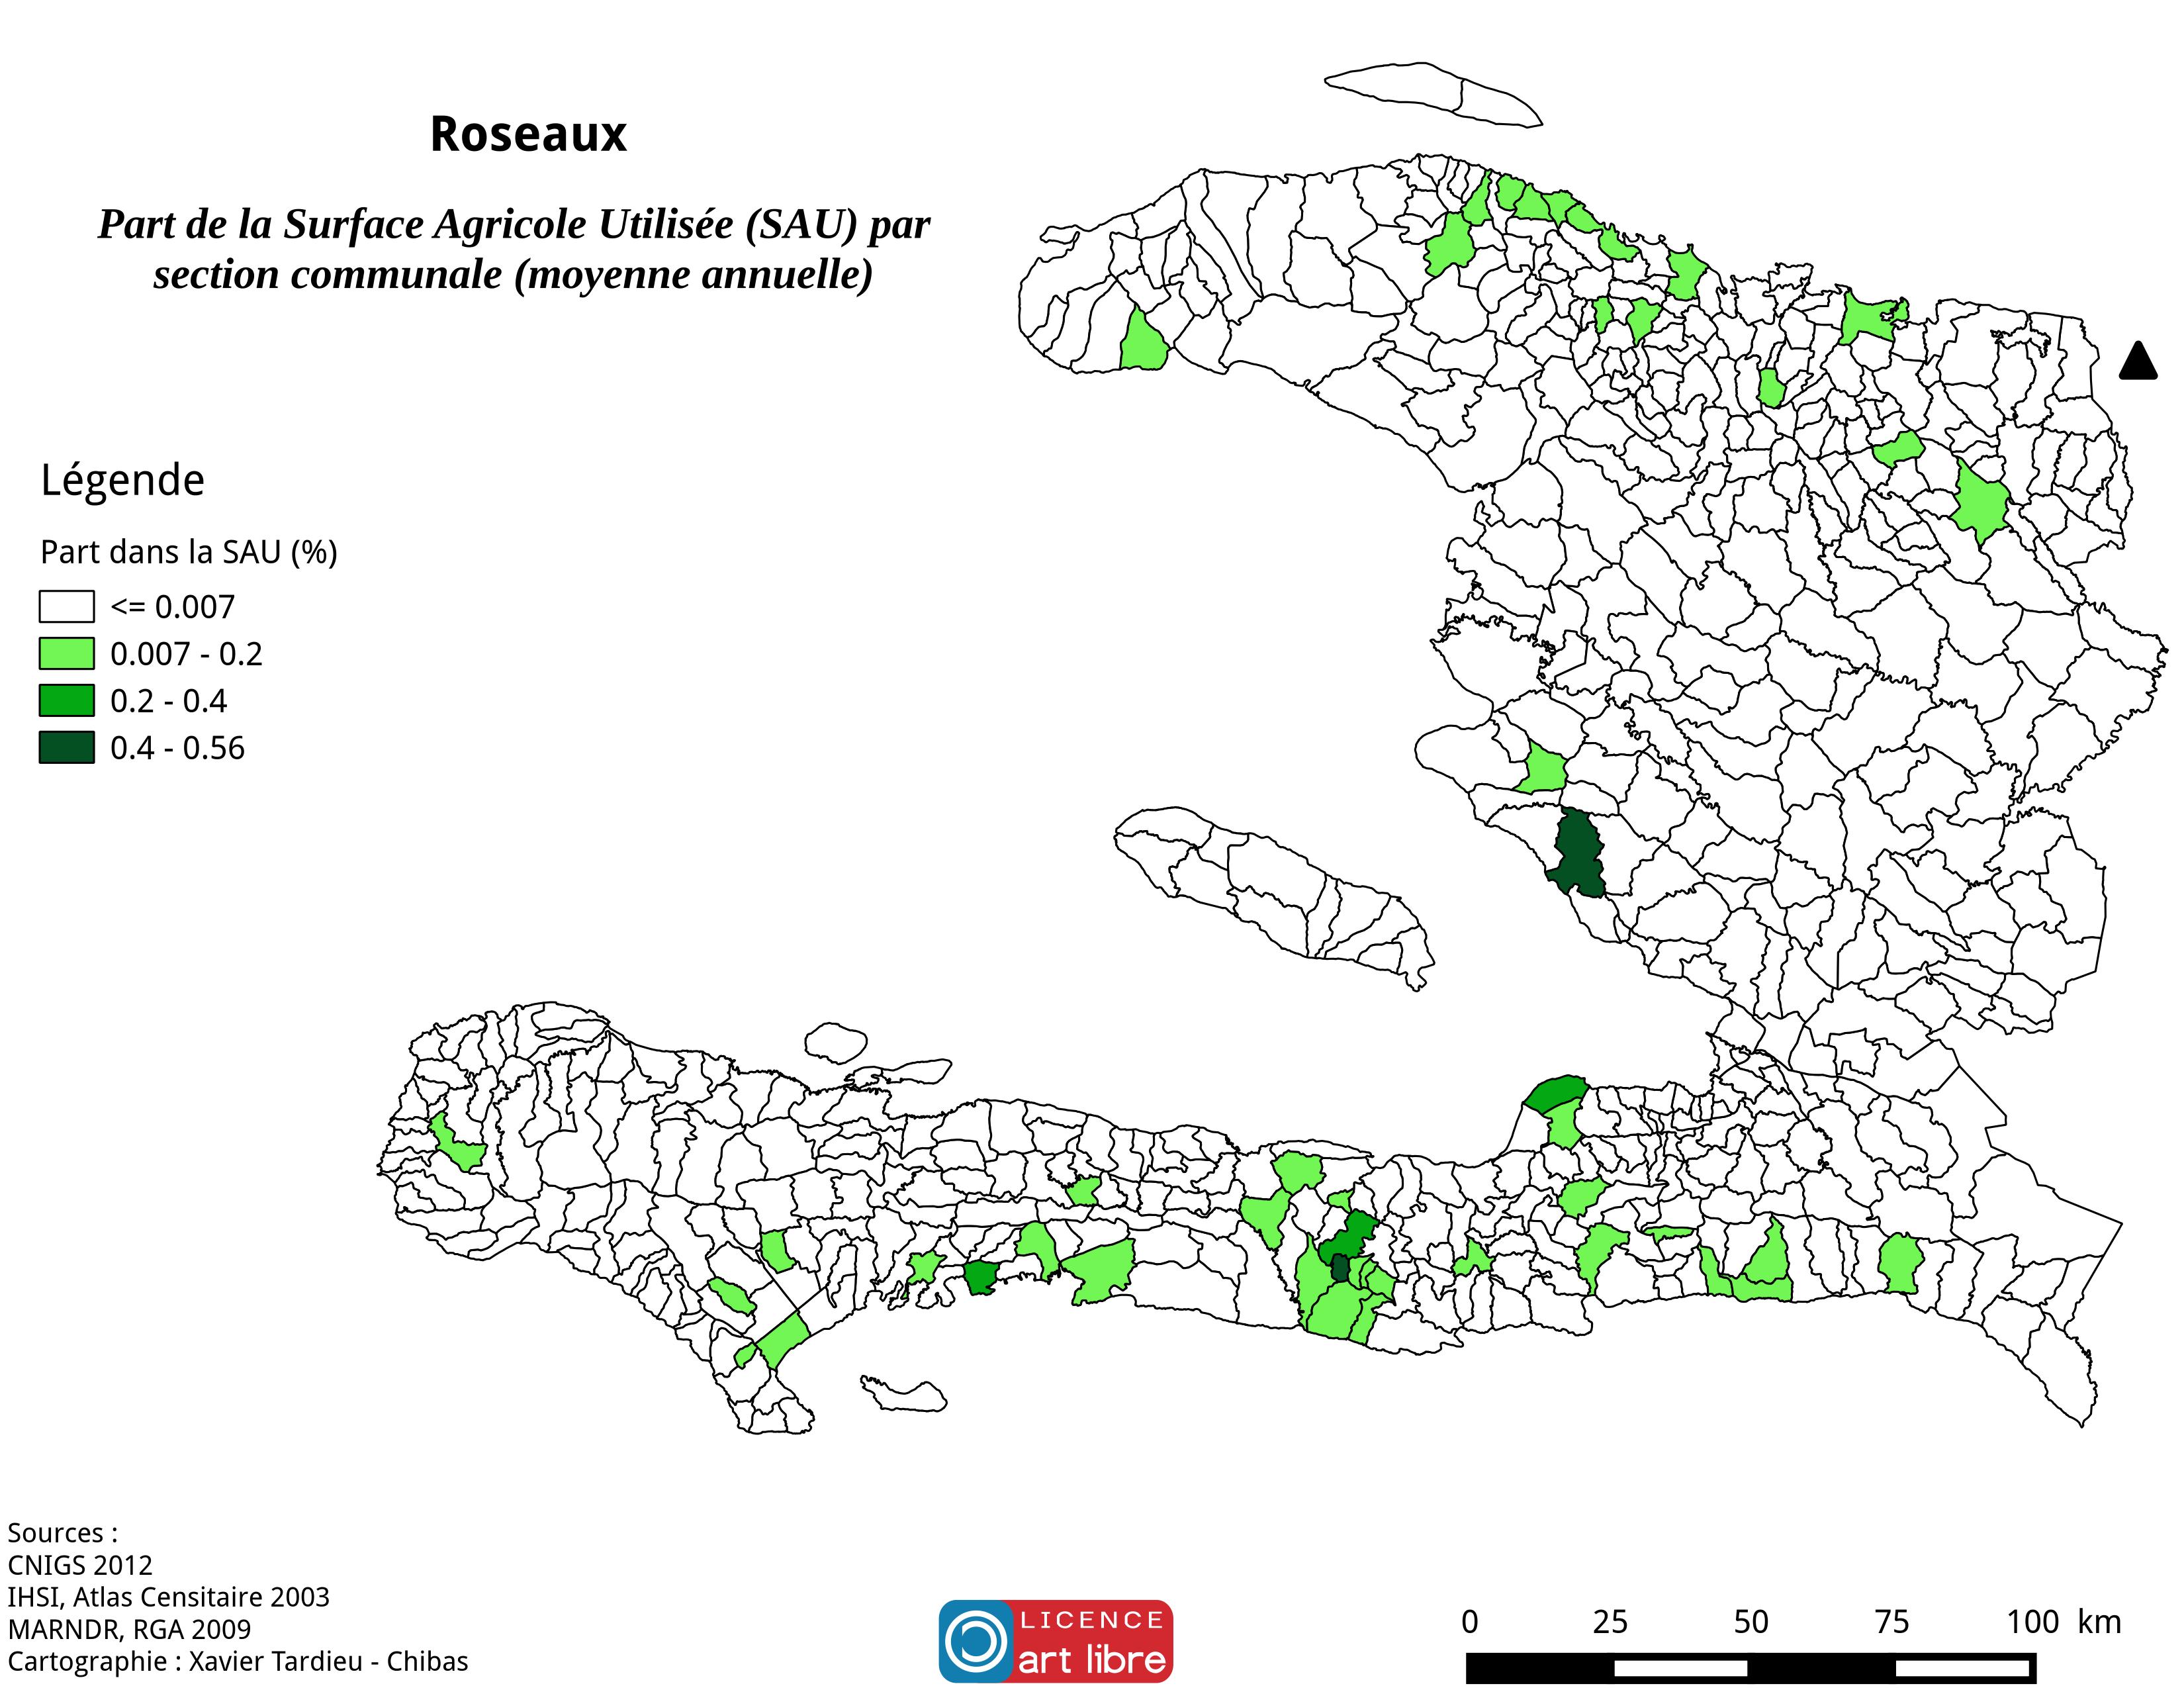 Roseaux
Part de la Surface Agricole Utilisée (SAU) par
section communale (moyenne annuelle)
Légende
Part dans la SAU (%)
<= 0.007
0.007 - 0.2
0.2 - 0.4
0.4 - 0.56
Sources :
CNIGS 2012
IHSI, Atlas Censitaire 2003
MARNDR, RGA 2009
Cartographie : Xavier Tardieu - Chibas
LICENCE
art libre
0 25 50 75 100 km